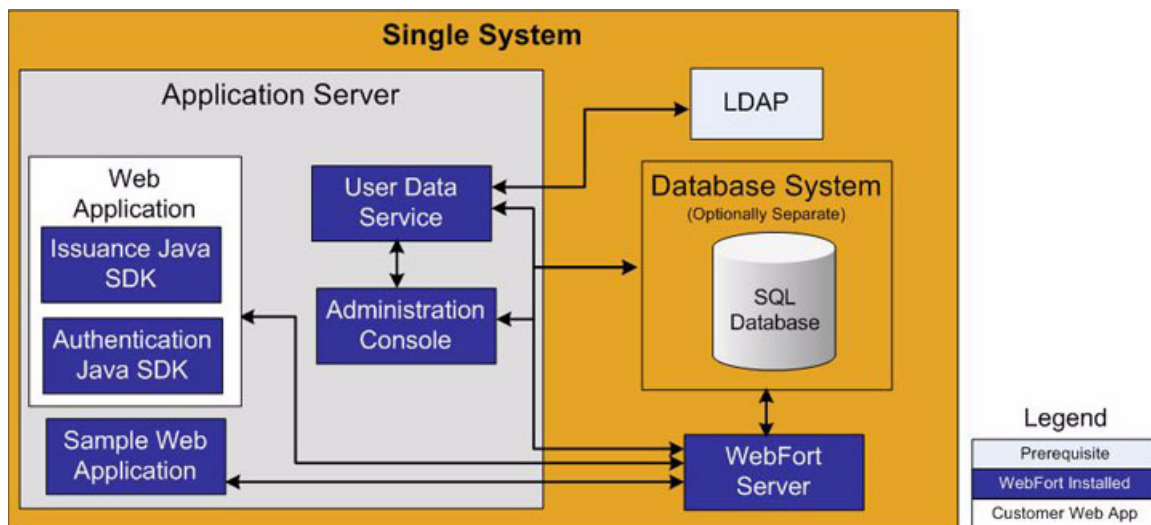 Single System
Application Server
LDAP
Web
Application
Issuance Java
SDK
Authentication
Java SDK
User Data
Service
Administration
Console
Database System
(Optionally Separate)
SQL
Database
Sample Web
Application
WebFort
Server
Legend
Prerequisite
WebFort Installed
Customer Web App